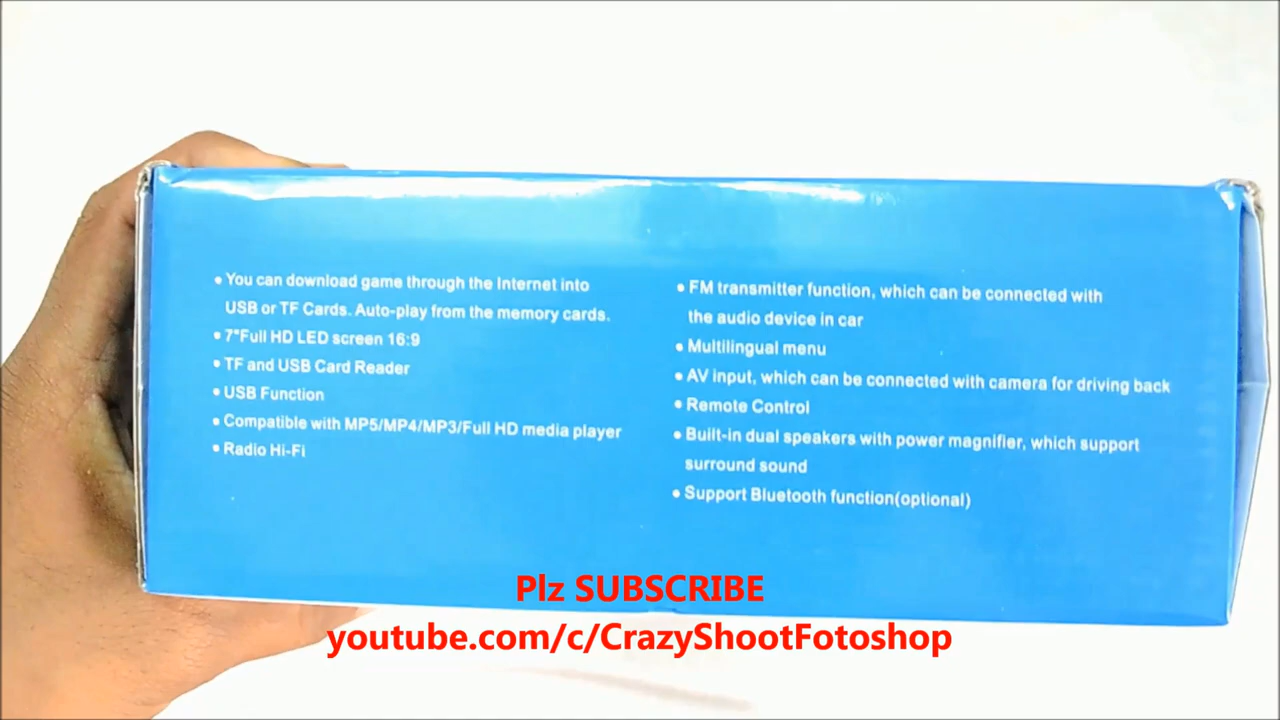 • You can download game through the Internet into
USB or TF Cards. Auto-play from the memory cards.
• 7"Full HD LED screen 16:9
• TF and USB Card Reader
• USB Function
• Compatible with MP5/MP4/MP3/Full HD media player
• Radio Hi-Fi
• FM transmitter function, which can be connected with
the audio device in car
• Multilingual menu
• AV input, which can be connected with camera for driving back
• Remote Control
• Built-in dual speakers with power magnifier, which support
surround sound
• Support Bluetooth function(optional)
Plz SUBSCRIBE
youtube.com/c/CrazyShootFotoshop